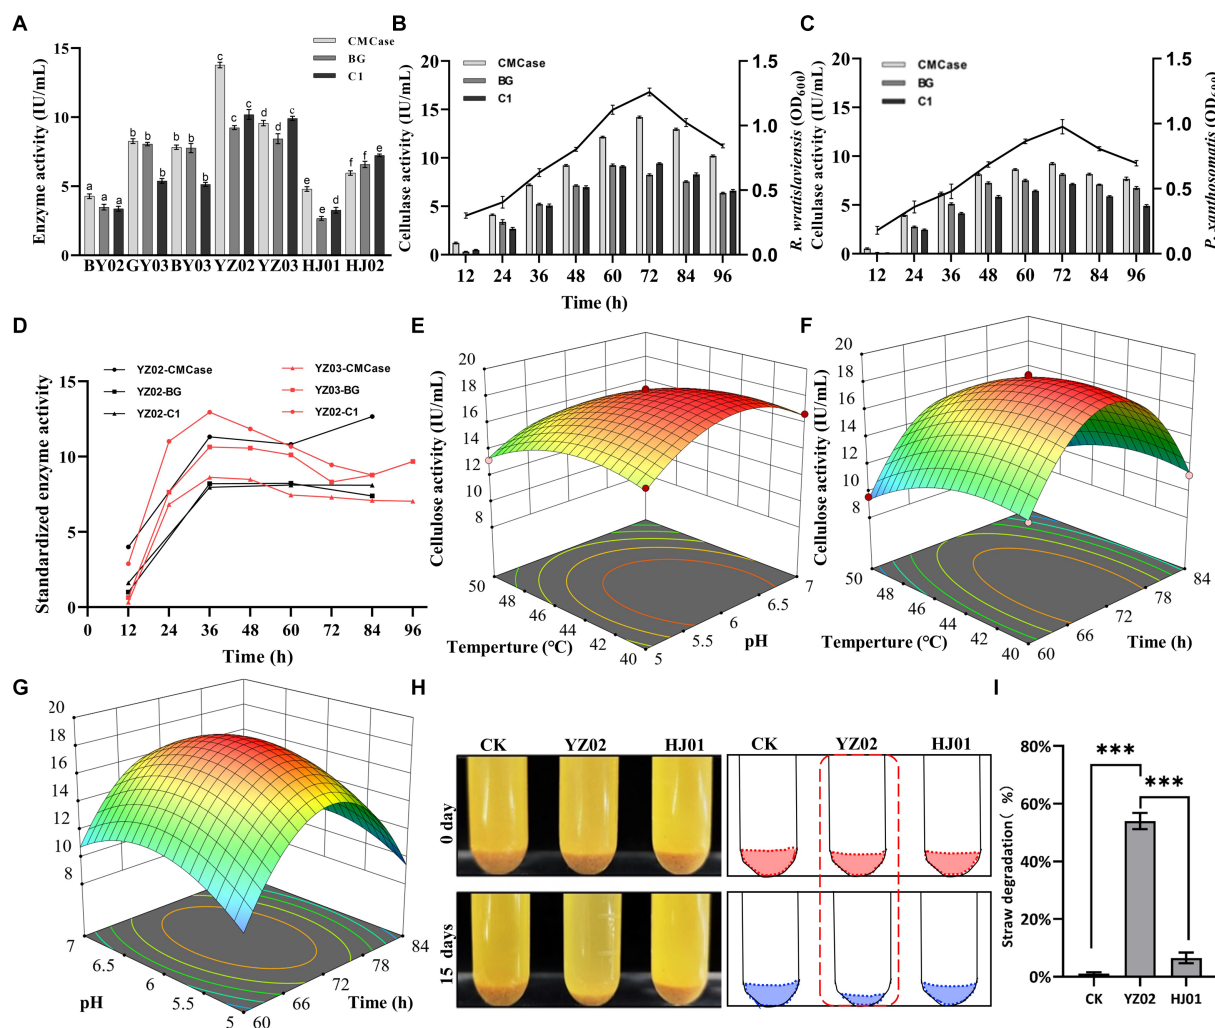 A
Enzyme activity (IU/mL)
15
10
5
0
CMCase
BG
C1
a a a
b b b
b b b
c c c
d d c
e e d
f f e
BY02 GY03 BY03 YZ02 YZ03 HJ01 HJ02
B
Cellulase activity (IU/mL)
20
15
10
5
0
CMCase
BG
C1
1.5
1.0
0.5
0.0
R. wratislaviensis (OD600)
12 24 36 48 60 72 84 96
Time (h)
C
Cellulase activity (IU/mL)
20
15
10
5
0
CMCase
BG
C1
1.5
1.0
0.5
0.0
P. xanthosomatis (OD600)
12 24 36 48 60 72 84 96
D
Standardized enzyme activity
15
10
5
0
YZ02-CMCase
YZ02-BG
YZ02-C1
YZ03-CMCase
YZ03-BG
YZ02-C1
0 12 24 36 48 60 72 84 96
Time (h)
E
Cellulose activity (IU/mL)
20
18
16
14
12
10
8
50 48 46 44 42 40
Temperture (°C)
5 5.5 6 6.5 7
pH
F
Cellulose activity (IU/mL)
20
18
16
14
12
10
8
50 48 46 44 42 40
Temperture (°C)
60 66 72 78 84
Time (h)
G
20
18
16
14
12
10
8
7 6.5 6 5.5 5
pH
60 66 72 78 84
Time (h)
H
CK YZ02 HJ01 CK YZ02 HJ01
0 day
15 days
I
Straw degradation( %)
80%
60%
40%
20%
0%
***
***
CK YZ02 HJ01